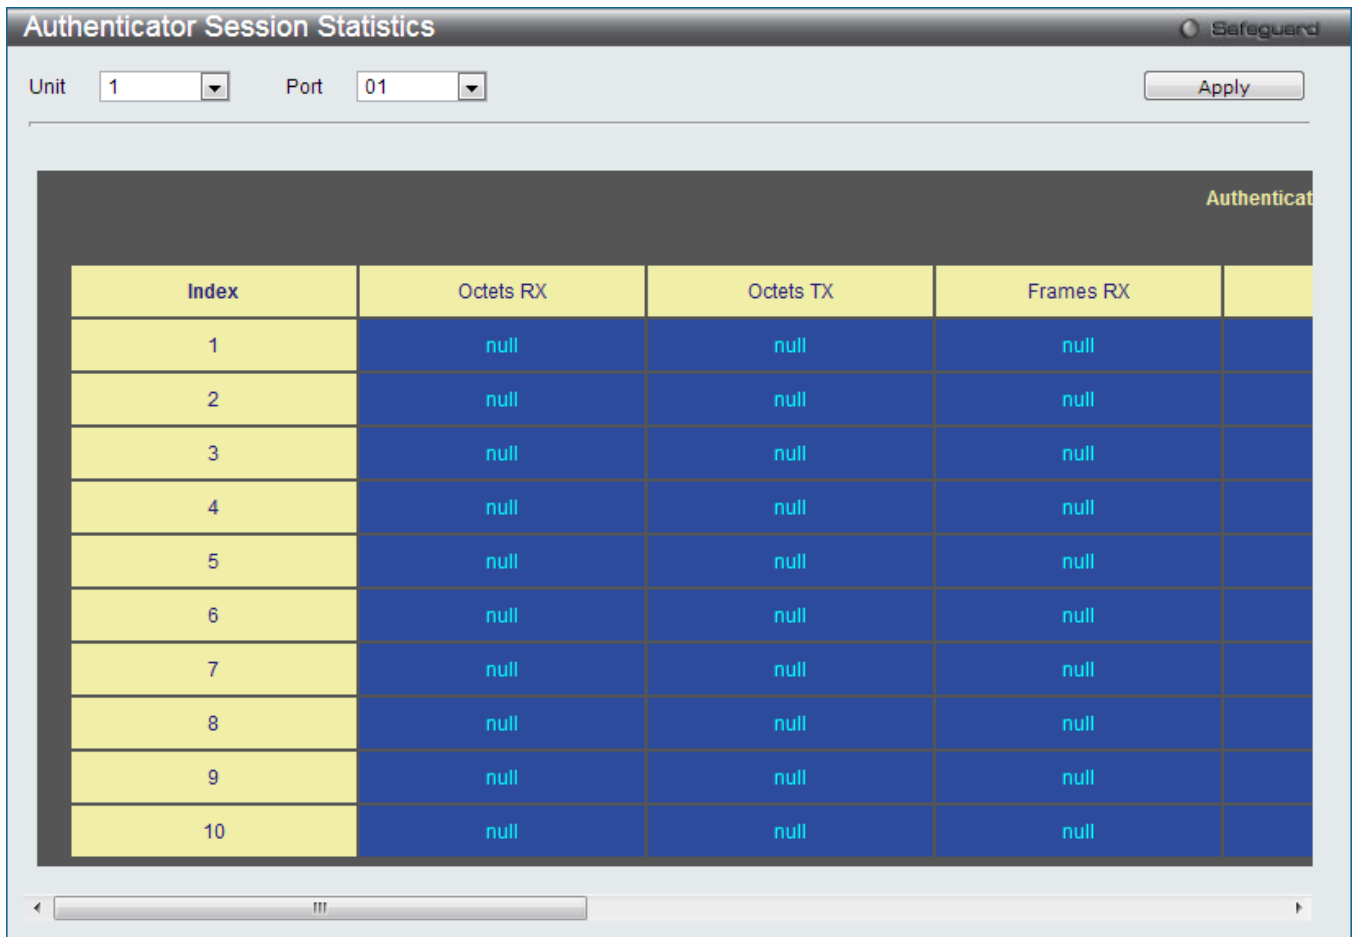 Authenticator Session Statistics Safeguard
Unit 1 Port 01 Apply
Authenticat
Index Octets RX Octets TX Frames RX
1 null null null
2 null null null
3 null null null
4 null null null
5 null null null
6 null null null
7 null null null
8 null null null
9 null null null
10 null null null